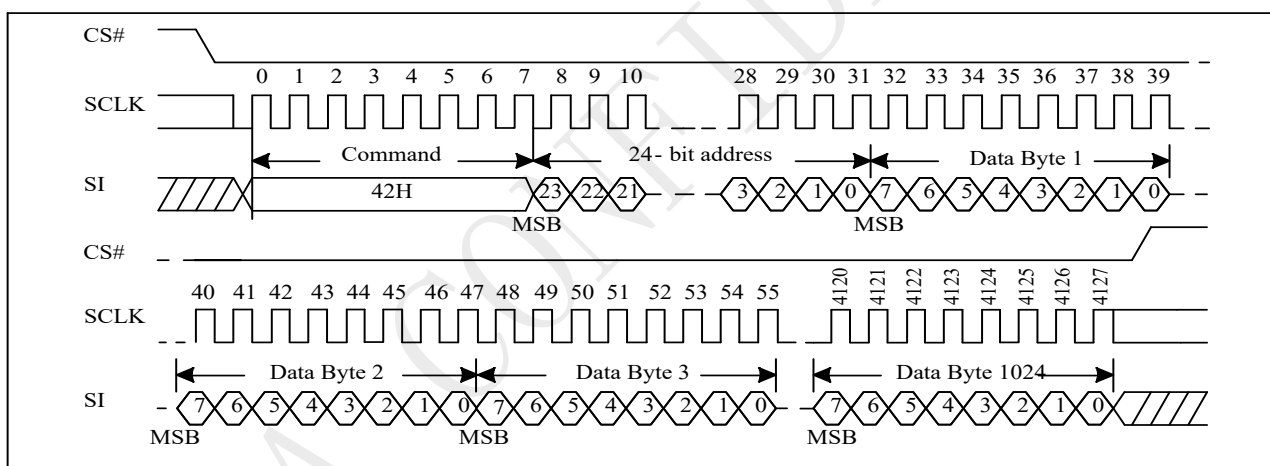 CS#
0 1 2 3 4 5 6 7 8 9 10 28 29 30 31 32 33 34 35 36 37 38 39
SCLK
Command 24- bit address Data Byte 1
SI 42H 23 22 21 3 2 1 0 7 6 5 4 3 2 1 0
MSB MSB
CS#
40 41 42 43 44 45 46 47 48 49 50 51 52 53 54 55 4120 4121 4122 4123 4124 4125 4126 4127
SCLK
Data Byte 2 Data Byte 3 Data Byte 1024
SI 7 6 5 4 3 2 1 0 7 6 5 4 3 2 1 0 7 6 5 4 3 2 1 0
MSB MSB MSB
A CONF IDE